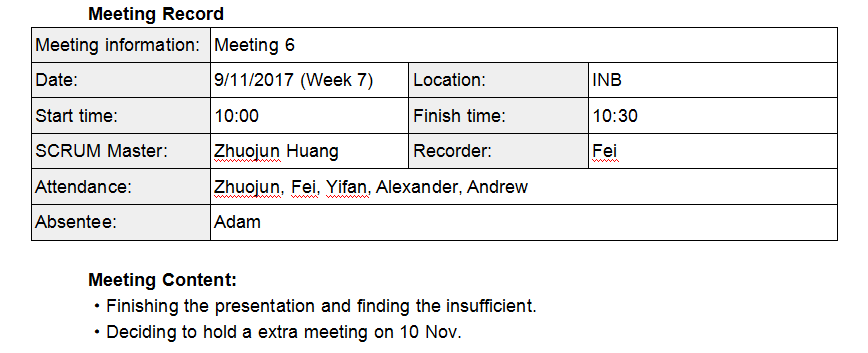 Meeting Record
Meeting information: Meeting 6
Date: 9/11/2017 (Week 7) Location: INB
Start time: 10:00 Finish time: 10:30
SCRUM Master: Zhuojun Huang Recorder: Fei
Attendance: Zhuojun, Fei, Yifan, Alexander, Andrew
Absentee: Adam
Meeting Content:
• Finishing the presentation and finding the insufficient.
• Deciding to hold a extra meeting on 10 Nov.